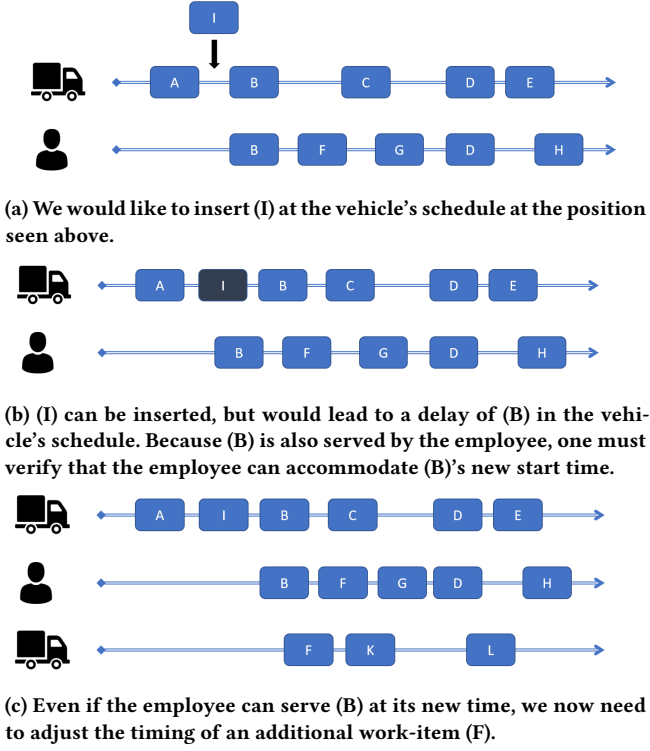 I
A B C D E
B F G D H
(a) We would like to insert (I) at the vehicle's schedule at the position
seen above.
A I B C D E
B F G D H
(b) (I) can be inserted, but would lead to a delay of (B) in the vehi-
cle's schedule. Because (B) is also served by the employee, one must
verify that the employee can accommodate (B)'s new start time.
A I B C D E
B F G D H
F K L
(c) Even if the employee can serve (B) at its new time, we now need
to adjust the timing of an additional work-item (F).